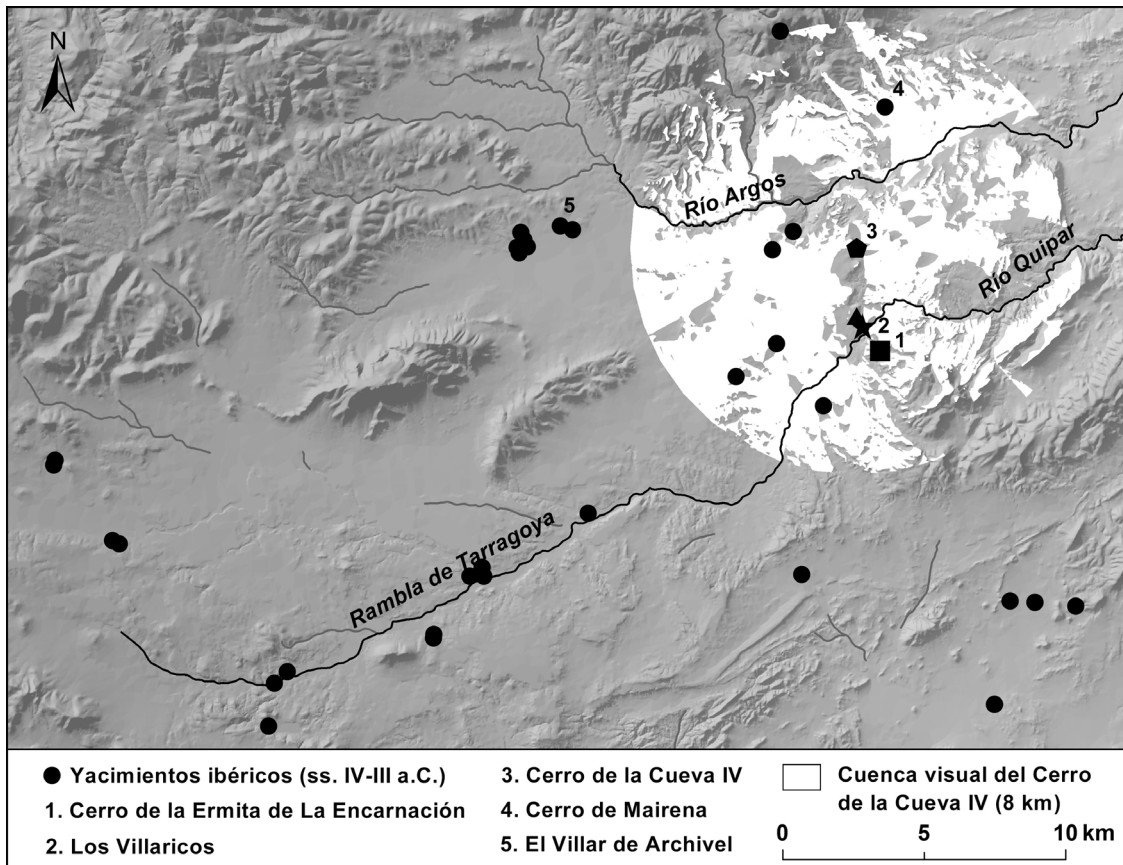 N
4
Río Argos
5
3
Río Quipar
2
1
Rambla de Tarragoya
Yacimientos ibéricos (ss. IV-III a.C.)
1. Cerro de la Ermita de La Encarnación
2. Los Villaricos
3. Cerro de la Cueva IV
4. Cerro de Mairena
5. El Villar de Archivel
Cuenca visual del Cerro
de la Cueva IV (8 km)
0 5 10 km